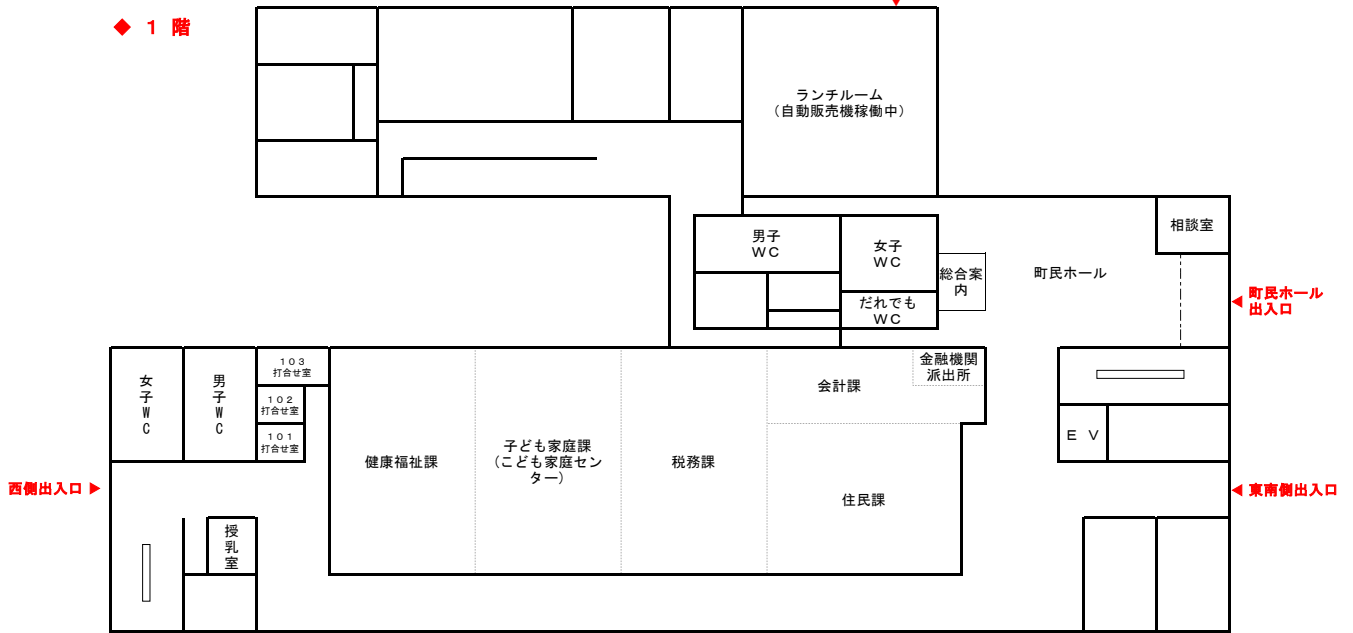 ◆ 1 階
ランチルーム
（自動販売機稼働中）
相談室
男子
ＷＣ
女子
ＷＣ
総合案
内
町民ホール
だれでも
ＷＣ
町民ホール
出入口
女
子
Ｗ
Ｃ
男
子
Ｗ
Ｃ
１０３
打合せ室
１０２
打合せ室
１０１
打合せ室
健康福祉課
子ども家庭課
（こども家庭セン
ター）
税務課
会計課
金融機関
派出所
住民課
Ｅ Ｖ
西側出入口
東南側出入口
授
乳
室